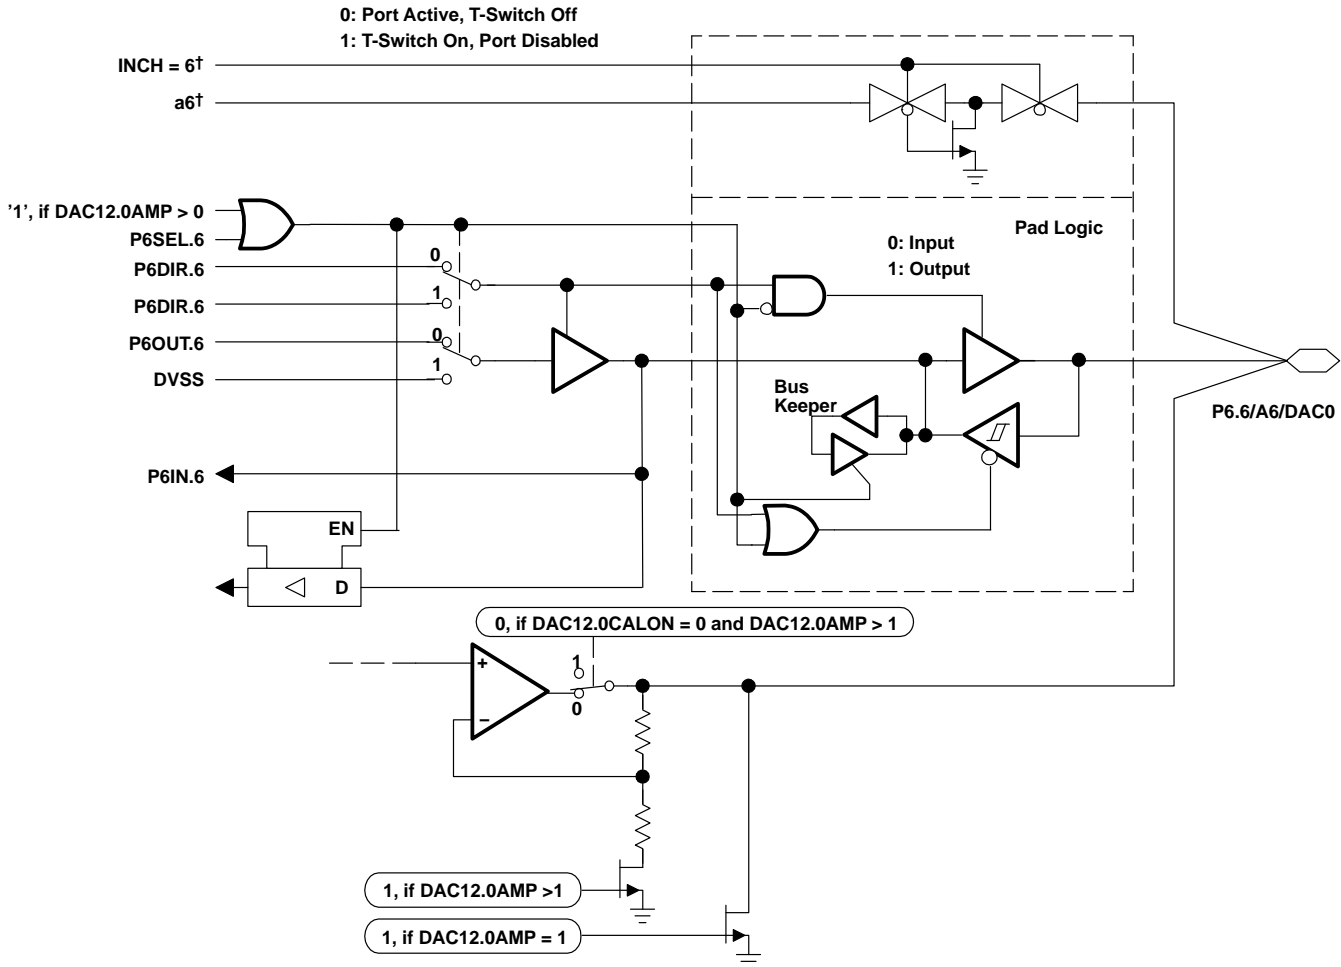 0: Port Active, T-Switch Off
1: T-Switch On, Port Disabled
INCH = 6†
a6†
'1', if DAC12.0AMP > 0
P6SEL.6
P6DIR.6
P6DIR.6
P6OUT.6
DVSS
0
1
0
1
Pad Logic
0: Input
1: Output
Bus
Keeper
P6.6/A6/DAC0
P6IN.6
EN
D
0, if DAC12.0CALON = 0 and DAC12.0AMP > 1
+
−
1
0
1, if DAC12.0AMP >1
1, if DAC12.0AMP = 1